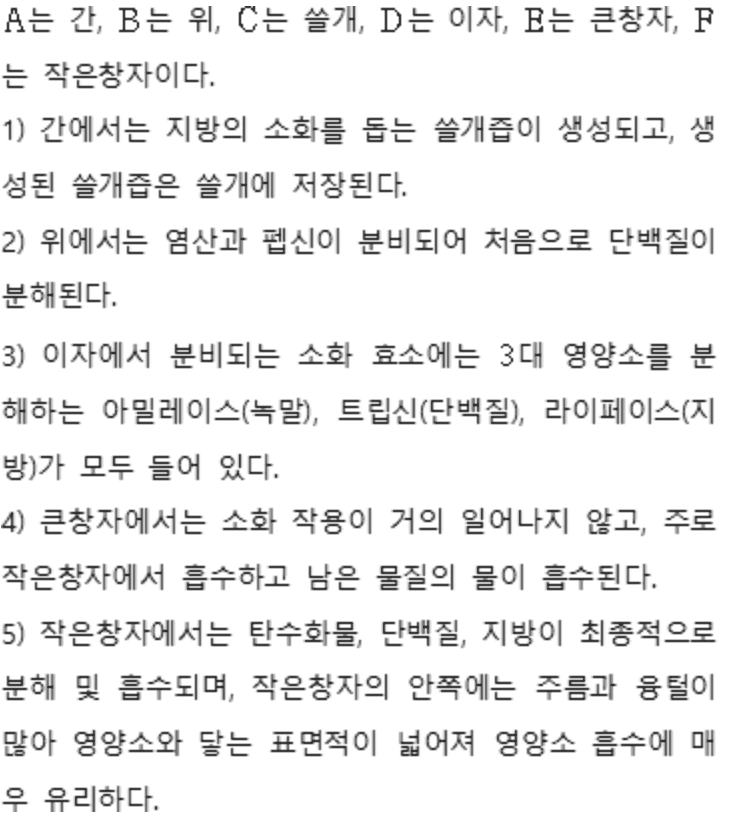 A는 간, B는 위, C는 쓸개, D는 이자, E는 큰창자, F
는 작은창자이다.
1) 간에서는 지방의 소화를 돕는 쓸개즙이 생성되고, 생
성된 쓸개즙은 쓸개에 저장된다.
2) 위에서는 염산과 펩신이 분비되어 처음으로 단백질이
분해된다.
3) 이자에서 분비되는 소화 효소에는 3대 영양소를 분
해하는 아밀레이스(녹말), 트립신(단백질), 라이페이스(지
방)가 모두 들어 있다.
4) 큰창자에서는 소화 작용이 거의 일어나지 않고, 주로
작은창자에서 흡수하고 남은 물질의 물이 흡수된다.
5) 작은창자에서는 탄수화물, 단백질, 지방이 최종적으로
분해 및 흡수되며, 작은창자의 안쪽에는 주름과 융털이
많아 영양소와 닿는 표면적이 넓어져 영양소 흡수에 매
우 유리하다.